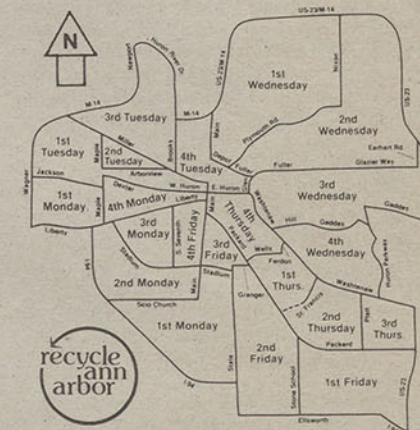 N
US-23/M-14
Newport
Huron River Dr.
US-23/M-14
1st
Wednesday
Nixon
US-23
M-14
M-14
3rd Tuesday
Main
Plymouth Rd.
2nd
Wednesday
1st
Tuesday
Maple
Miller
2nd
Tuesday
Brooks
4th
Tuesday
Depot
Fuller
Glen
Fuller
Earhart Rd.
Glacier Way
Wagner
Jackson
Arborview
1st
Monday
Maple
Dexter
W. Huron
E. Huron
4th Monday
Liberty
Main
Washtenaw
3rd
Wednesday
Liberty
3rd
Monday
S. Seventh
4th Friday
4th
Thursday
Packard
Hill
Geddes
Geddes
I-94
Stadium
3rd
Friday
Wells
Ferdon
4th
Wednesday
Huron Parkway
2nd Monday
Main
Stadium
1st
Thurs.
Washtenaw
Scio Church
Granger
St. Francis
1st Monday
2nd
Thursday
Platt
3rd
Thurs.
State
2nd
Friday
Packard
recycle
ann
arbor
Stone School
1st Friday
US-23
I-94
Ellsworth